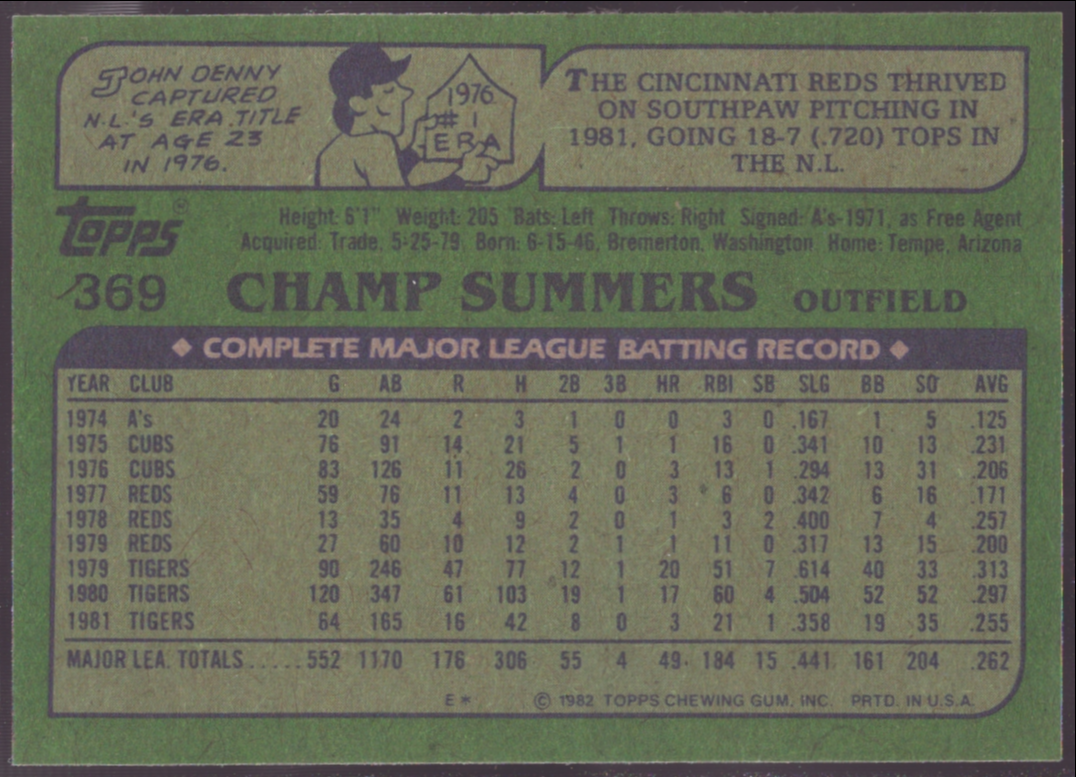 JOHN DENNY
CAPTURED
N.L.'S ERA TITLE
AT AGE 23
IN 1976.
1976
# 1
ERA
THE CINCINNATI REDS THRIVED
ON SOUTHPAW PITCHING IN
1981, GOING 18-7 (.720) TOPS IN
THE N.L.
TOPPS®
Height: 6'1" Weight: 205 Bats: Left Throws: Right Signed: A's-1971, as Free Agent
Acquired: Trade, 5-25-79, Born: 6-15-46, Bremerton, Washington Home: Tempe, Arizona
369 CHAMP SUMMERS OUTFIELD
◆ COMPLETE MAJOR LEAGUE BATTING RECORD ◆
YEAR CLUB G AB R H 2B 3B HR RBI SB SLG BB SO AVG
1974 A's 20 24 2 3 1 0 0 3 0 .167 1 5 .125
1975 CUBS 76 91 14 21 5 1 1 16 0 .341 10 13 .231
1976 CUBS 83 126 11 26 2 0 3 13 1 .294 13 31 .206
1977 REDS 59 76 11 13 4 0 3 6 0 .342 6 16 .171
1978 REDS 13 35 4 9 2 0 1 3 2 .400 7 4 .257
1979 REDS 27 60 10 12 2 1 1 11 0 .317 13 15 .200
1979 TIGERS 90 246 47 77 12 1 20 51 7 .614 40 33 .313
1980 TIGERS 120 347 61 103 19 1 17 60 4 .504 52 52 .297
1981 TIGERS 64 165 16 42 8 0 3 21 1 .358 19 35 .255
MAJOR LEA. TOTALS.....552 1170 176 306 55 4 49 184 15 .441 161 204 .262
E* © 1982 TOPPS CHEWING GUM, INC. PRTD. IN U.S.A.